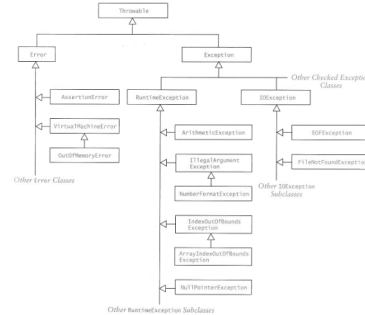 Throwable
Error
Exception
Other Checked Exceptio
Classes
AssertionError
RuntimeException
IOException
VirtualMachineError
ArithmeticException
EOFException
OutOfMemoryError
IllegalArgument
Exception
FileNotFoundException
Other Error Classes
NumberFormatException
Other IOException
Subclasses
IndexOutOfBounds
Exception
ArrayIndexOutOfBounds
Exception
NullPointerException
Other RuntimeException Subclasses